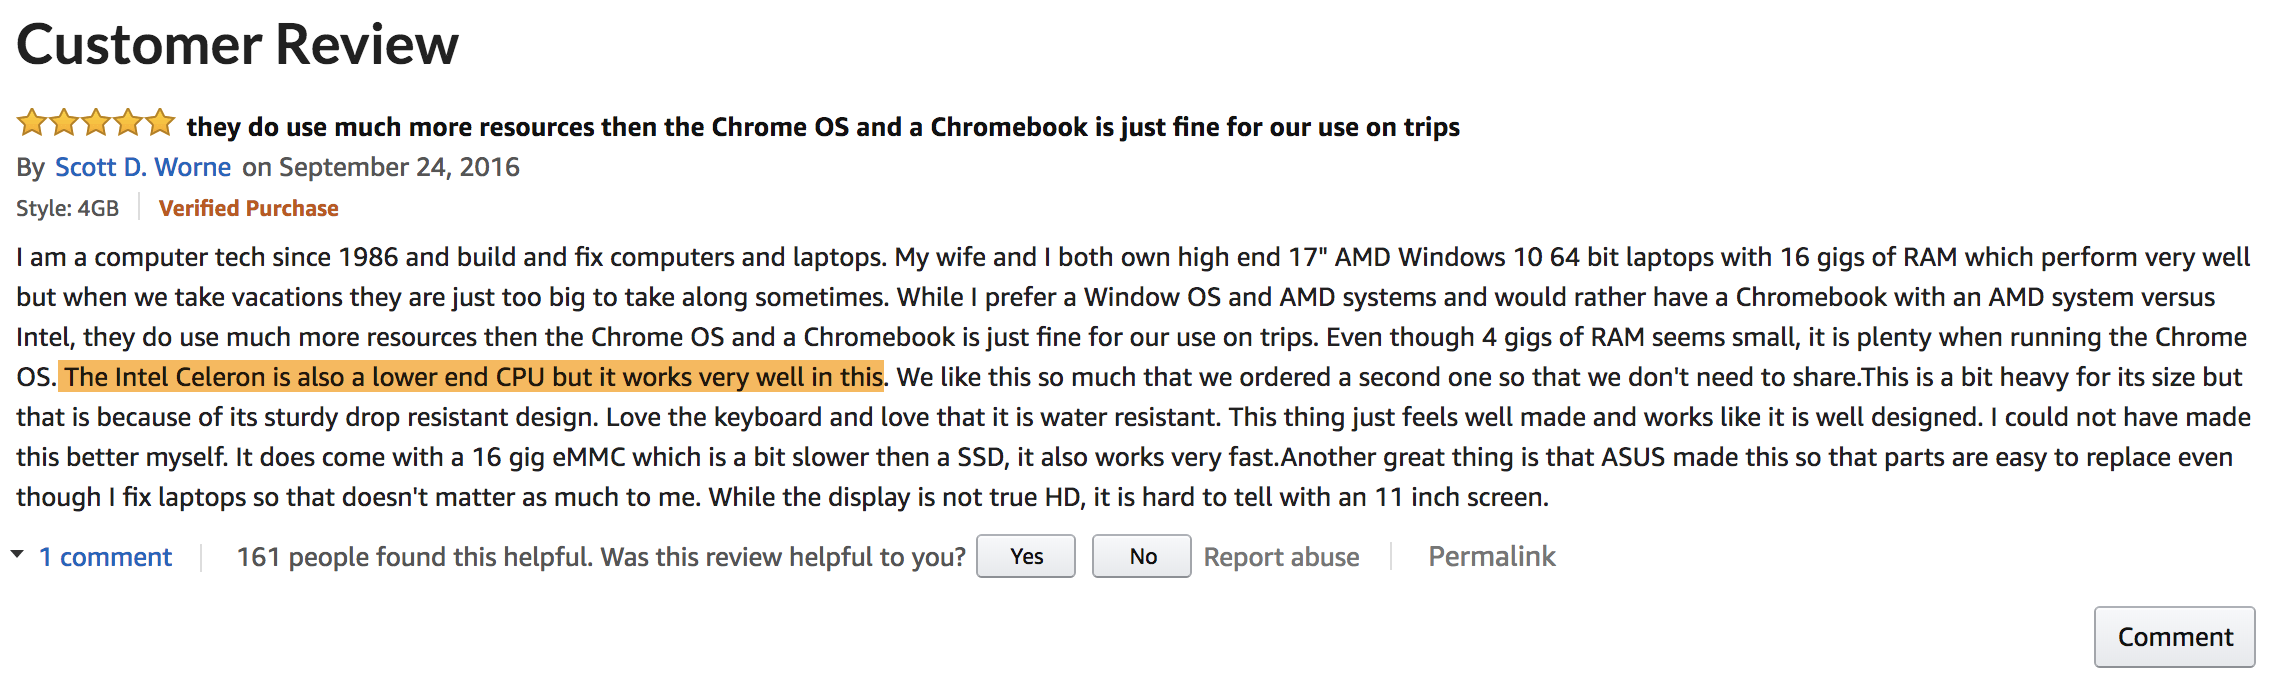 Customer Review
they do use much more resources then the Chrome OS and a Chromebook is just fine for our use on trips
By Scott D. Worne on September 24, 2016
Style: 4GB Verified Purchase
I am a computer tech since 1986 and build and fix computers and laptops. My wife and I both own high end 17" AMD Windows 10 64 bit laptops with 16 gigs of RAM which perform very well
but when we take vacations they are just too big to take along sometimes. While I prefer a Window OS and AMD systems and would rather have a Chromebook with an AMD system versus
Intel, they do use much more resources then the Chrome OS and a Chromebook is just fine for our use on trips. Even though 4 gigs of RAM seems small, it is plenty when running the Chrome
OS. The Intel Celeron is also a lower end CPU but it works very well in this. We like this so much that we ordered a second one so that we don't need to share.This is a bit heavy for its size but
that is because of its sturdy drop resistant design. Love the keyboard and love that it is water resistant. This thing just feels well made and works like it is well designed. I could not have made
this better myself. It does come with a 16 gig eMMC which is a bit slower then a SSD, it also works very fast.Another great thing is that ASUS made this so that parts are easy to replace even
though I fix laptops so that doesn't matter as much to me. While the display is not true HD, it is hard to tell with an 11 inch screen.
1 comment 161 people found this helpful. Was this review helpful to you? Yes No Report abuse Permalink
Comment